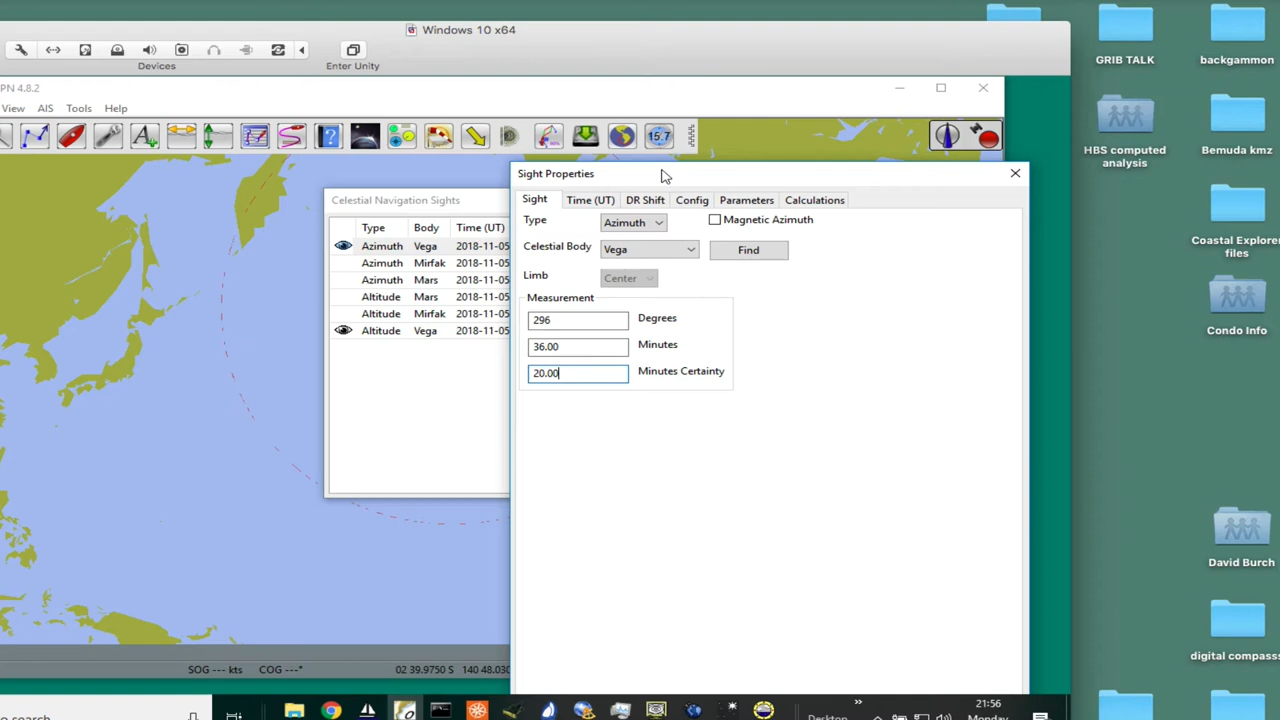 Windows 10 x64
Devices
Enter Unity
PN 4.8.2
View AIS Tools Help
15.7
Celestial Navigation Sights
Type Body Time (UT)
Azimuth Vega 2018-11-05
Azimuth Mirfak 2018-11-05
Azimuth Mars 2018-11-05
Altitude Mars 2018-11-05
Altitude Mirfak 2018-11-05
Altitude Vega 2018-11-05
Sight Properties
Sight Time (UT) DR Shift Config Parameters Calculations
Type Azimuth Magnetic Azimuth
Celestial Body Vega Find
Limb Center
Measurement
296 Degrees
36.00 Minutes
20.00 Minutes Certainty
SOG --- kts COG ---° 02 39.9750 S 140 48.030
search
Desktop
21:56
Monday
GRIB TALK
backgammon
HBS computed
analysis
Bemuda kmz
Coastal Explorer
files
Condo Info
David Burch
digital compass